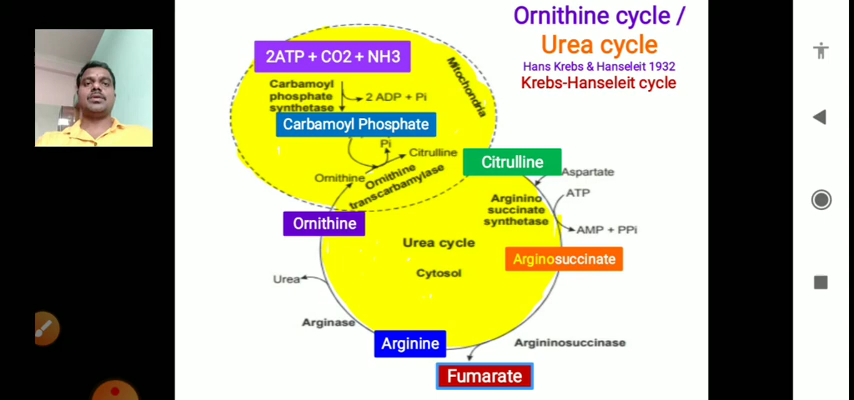 Ornithine cycle /
Urea cycle
Hans Krebs & Hanseleit 1932
Krebs-Hanseleit cycle
2ATP + CO2 + NH3
Mitochondria
Carbamoyl
phosphate
synthetase
2 ADP + Pi
Carbamoyl Phosphate
Pi
Citrulline
Ornithine
Ornithine
transcarbamylase
Citrulline
Aspartate
ATP
Arginino
succinate
synthetase
AMP + PPi
Ornithine
Urea cycle
Cytosol
Arginosuccinate
Urea
Arginase
Arginine
Argininosuccinase
Fumarate